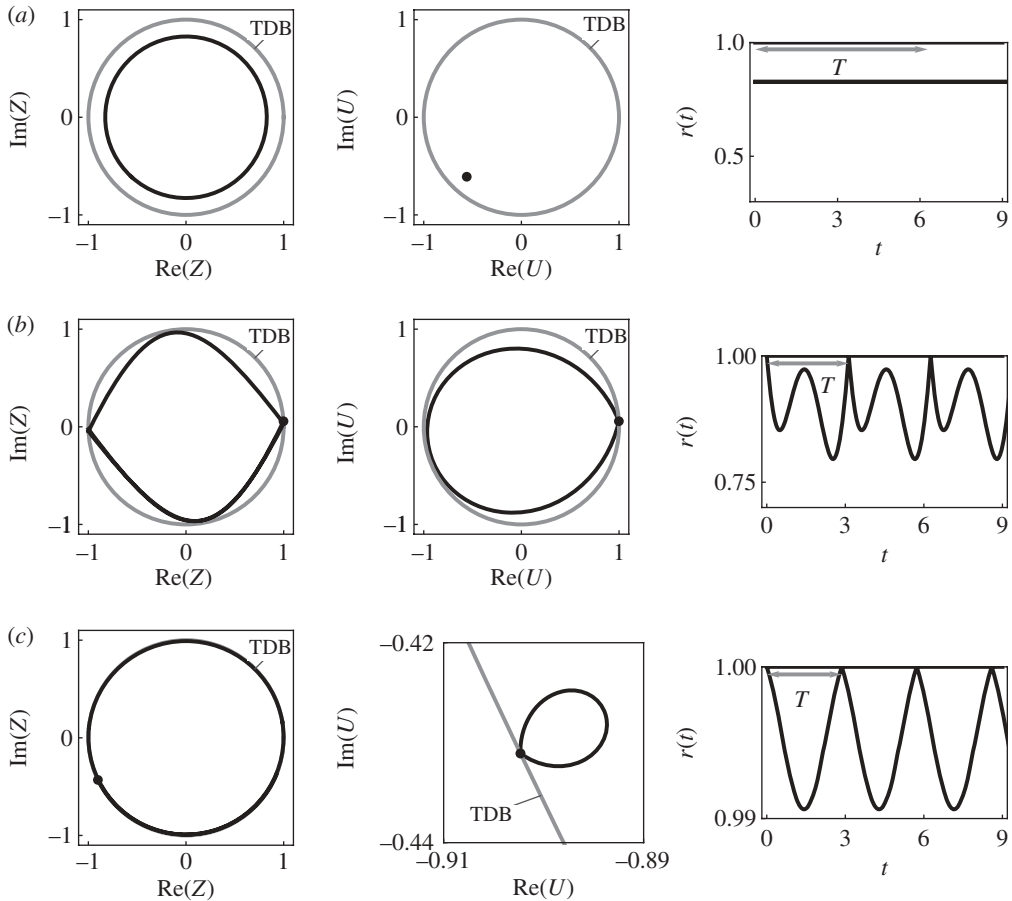 (a)
1
0
–1
Im(Z)
TDB
–1 0 1
Re(Z)
1
0
–1
Im(U)
TDB
–1 0 1
Re(U)
1.0
0.5
r(t)
T
0 3 6 9
t
(b)
1
0
–1
Im(Z)
TDB
–1 0 1
Re(Z)
1
0
–1
Im(U)
TDB
–1 0 1
Re(U)
1.00
0.75
r(t)
T
0 3 6 9
t
(c)
1
0
–1
Im(Z)
TDB
–1 0 1
Re(Z)
–0.42
–0.44
Im(U)
TDB
–0.91 –0.89
Re(U)
1.00
0.99
r(t)
T
0 3 6 9
t